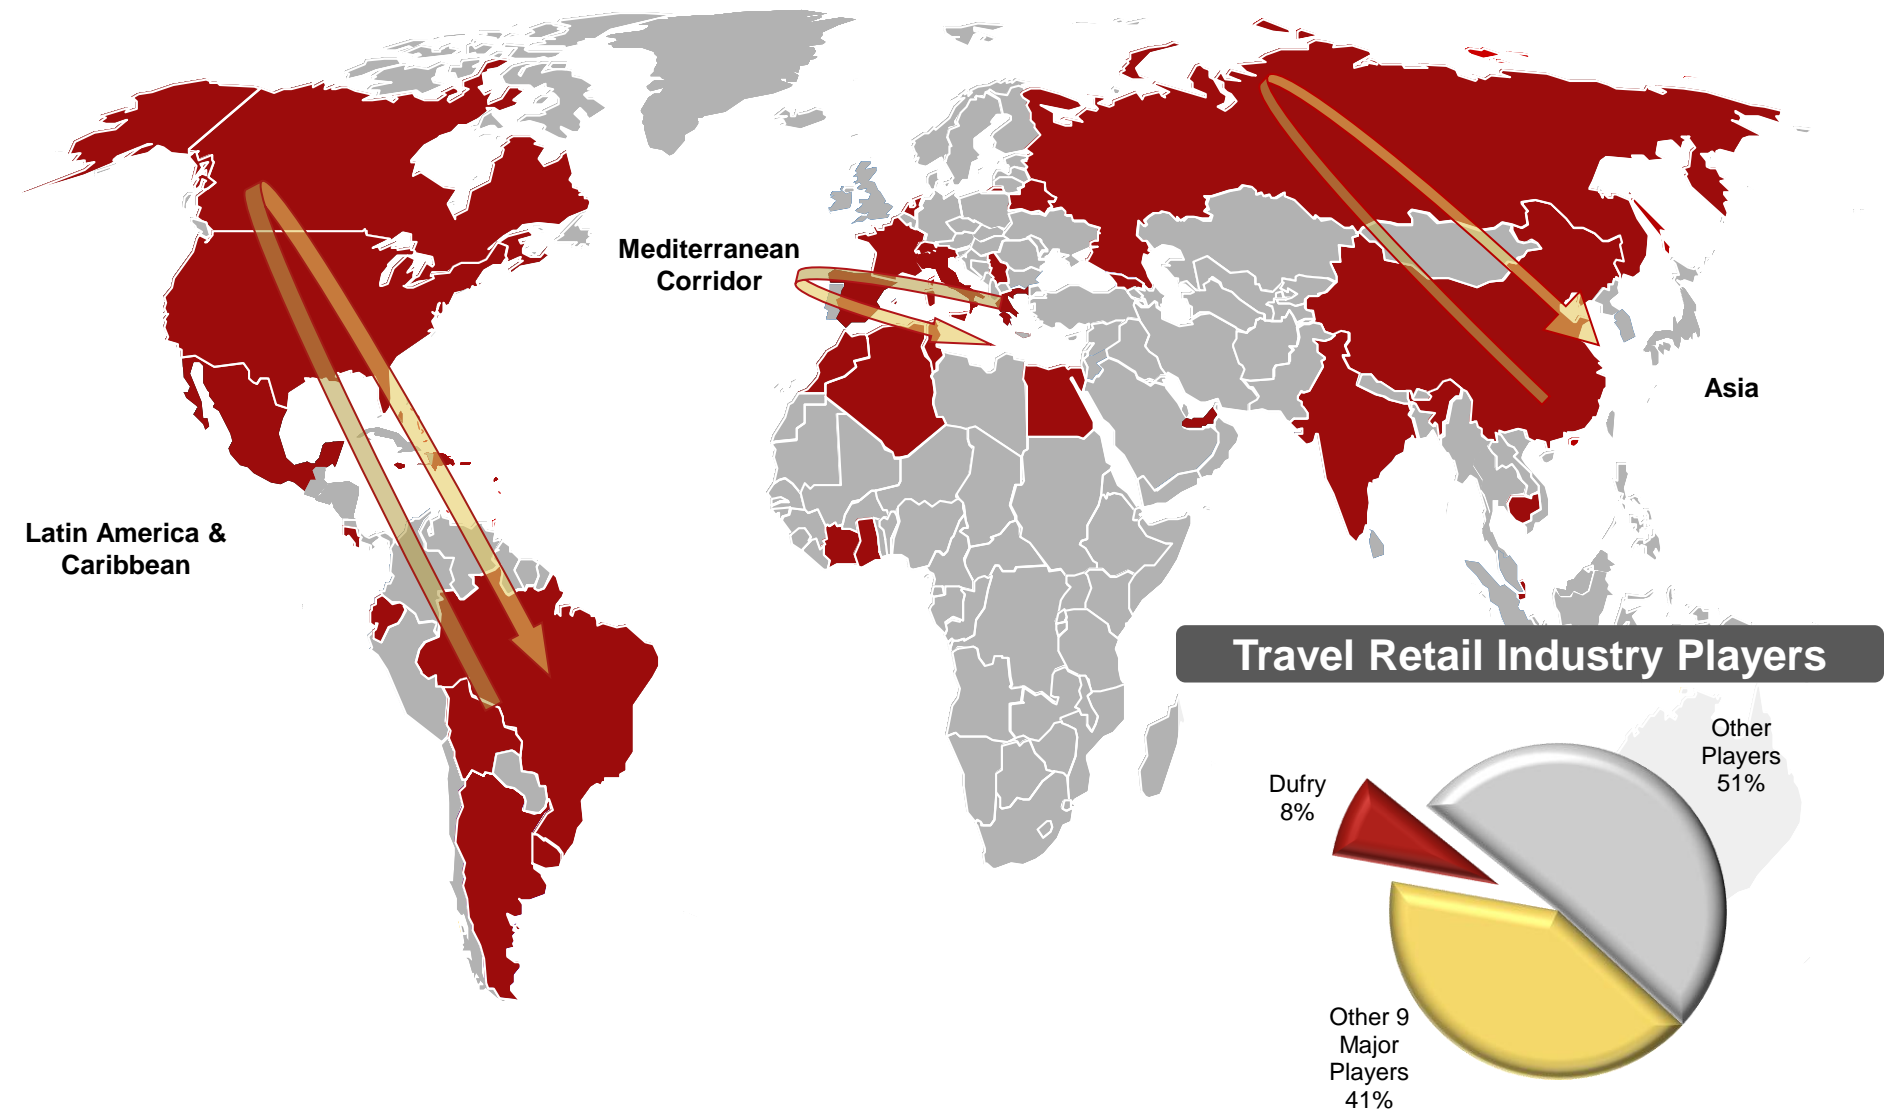 Mediterranean
Corridor
Asia
Latin America &
Caribbean
Travel Retail Industry Players
Other
Players
51%
Dufry
8%
Other 9
Major
Players
41%